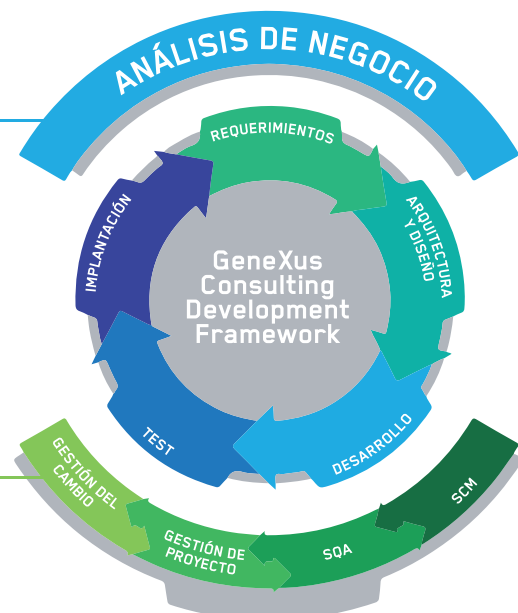 ANÁLISIS DE NEGOCIO
REQUERIMIENTOS
ARQUITECTURA
Y DISEÑO
IMPLANTACIÓN
GeneXus
Consulting
Development
Framework
TEST
DESARROLLO
GESTIÓN DEL
CAMBIO
GESTIÓN DE
PROYECTO
SQA
SCM